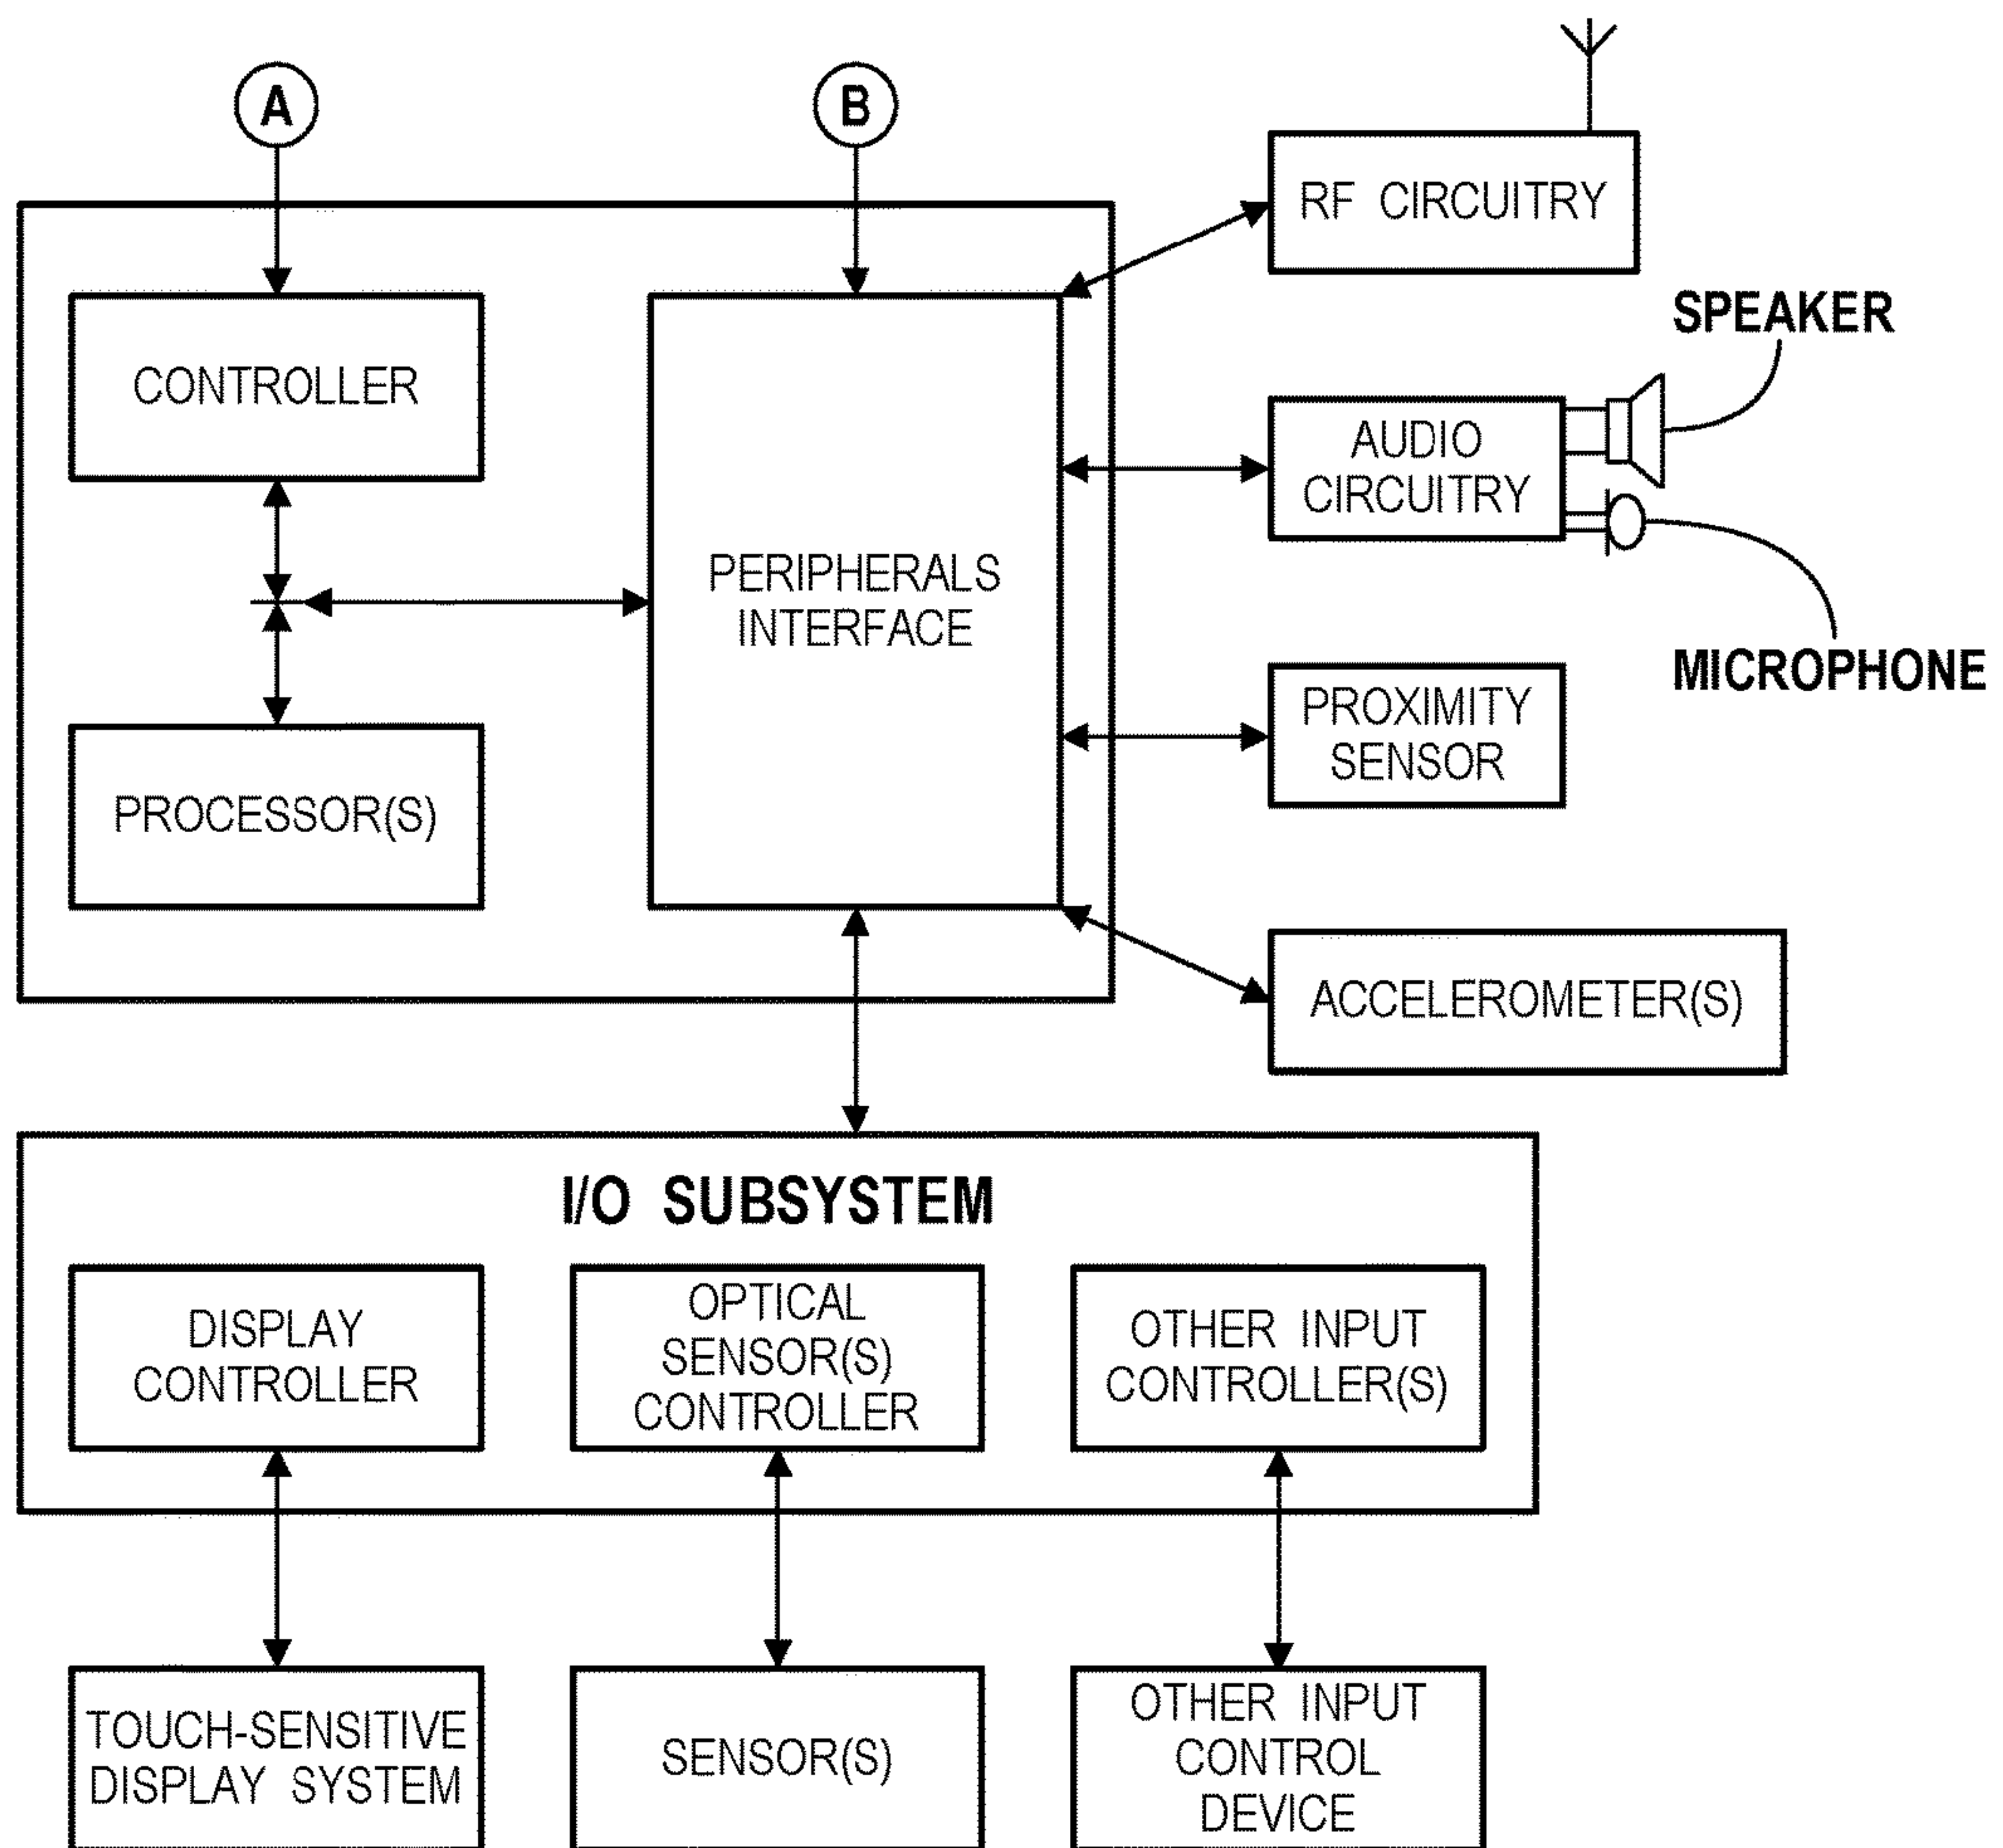 A
B
RF CIRCUITRY
SPEAKER
CONTROLLER
AUDIO
CIRCUITRY
PERIPHERALS
INTERFACE
MICROPHONE
PROXIMITY
SENSOR
PROCESSOR(S)
ACCELEROMETER(S)
I/O SUBSYSTEM
DISPLAY
CONTROLLER
OPTICAL
SENSOR(S)
CONTROLLER
OTHER INPUT
CONTROLLER(S)
TOUCH-SENSITIVE
DISPLAY SYSTEM
SENSOR(S)
OTHER INPUT
CONTROL
DEVICE